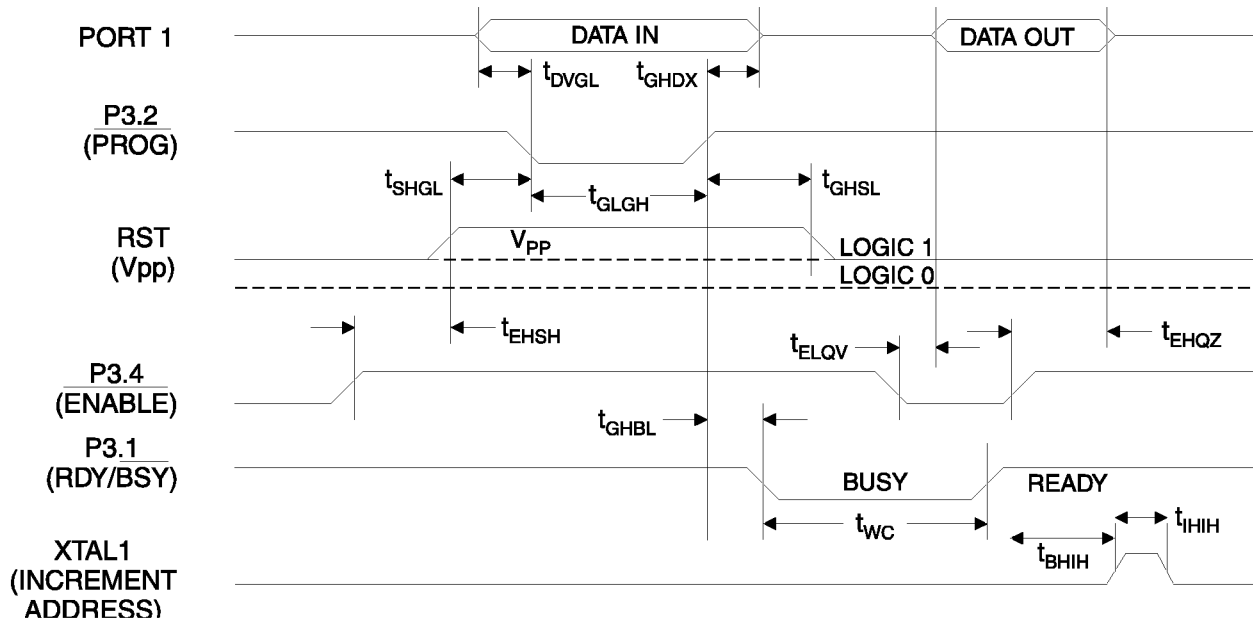 PORT 1
DATA IN
DATA OUT
tDVGL
tGHDX
P3.2
(PROG)
tSHGL
tGLGH
tGHSL
RST
(Vpp)
VPP
LOGIC 1
LOGIC 0
tEHSH
tELQV
tEHQZ
P3.4
(ENABLE)
tGHBL
P3.1
(RDY/BSY)
BUSY
READY
tWC
tIHIH
tBHIH
XTAL1
(INCREMENT
ADDRESS)